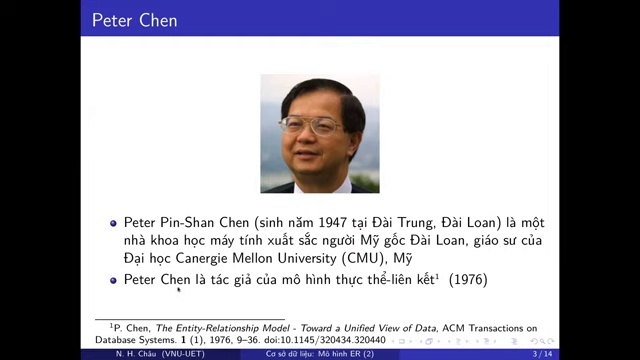 Peter Chen
Peter Pin-Shan Chen (sinh năm 1947 tại Đài Trung, Đài Loan) là một
nhà khoa học máy tính xuất sắc người Mỹ gốc Đài Loan, giáo sư của
Đại học Canergie Mellon University (CMU), Mỹ
Peter Chen là tác giả của mô hình thực thể-liên kết¹ (1976)
¹P. Chen, The Entity-Relationship Model - Toward a Unified View of Data, ACM Transactions on
Database Systems. 1 (1), 1976, 9–36. doi:10.1145/320434.320440
N. H. Châu (VNU-UET) Cơ sở dữ liệu: Mô hình ER (2) 3 / 14